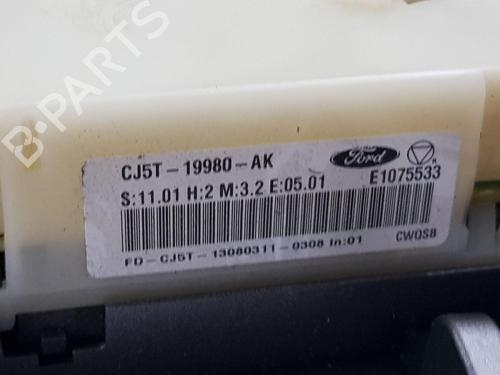 CJ5T-19980-AK
Ford
S:11.01 H:2 M:3.2 E:05.01 E1075533
FD-CJ5T-13080311-0308 In:01 CWQSB
B-PARTS